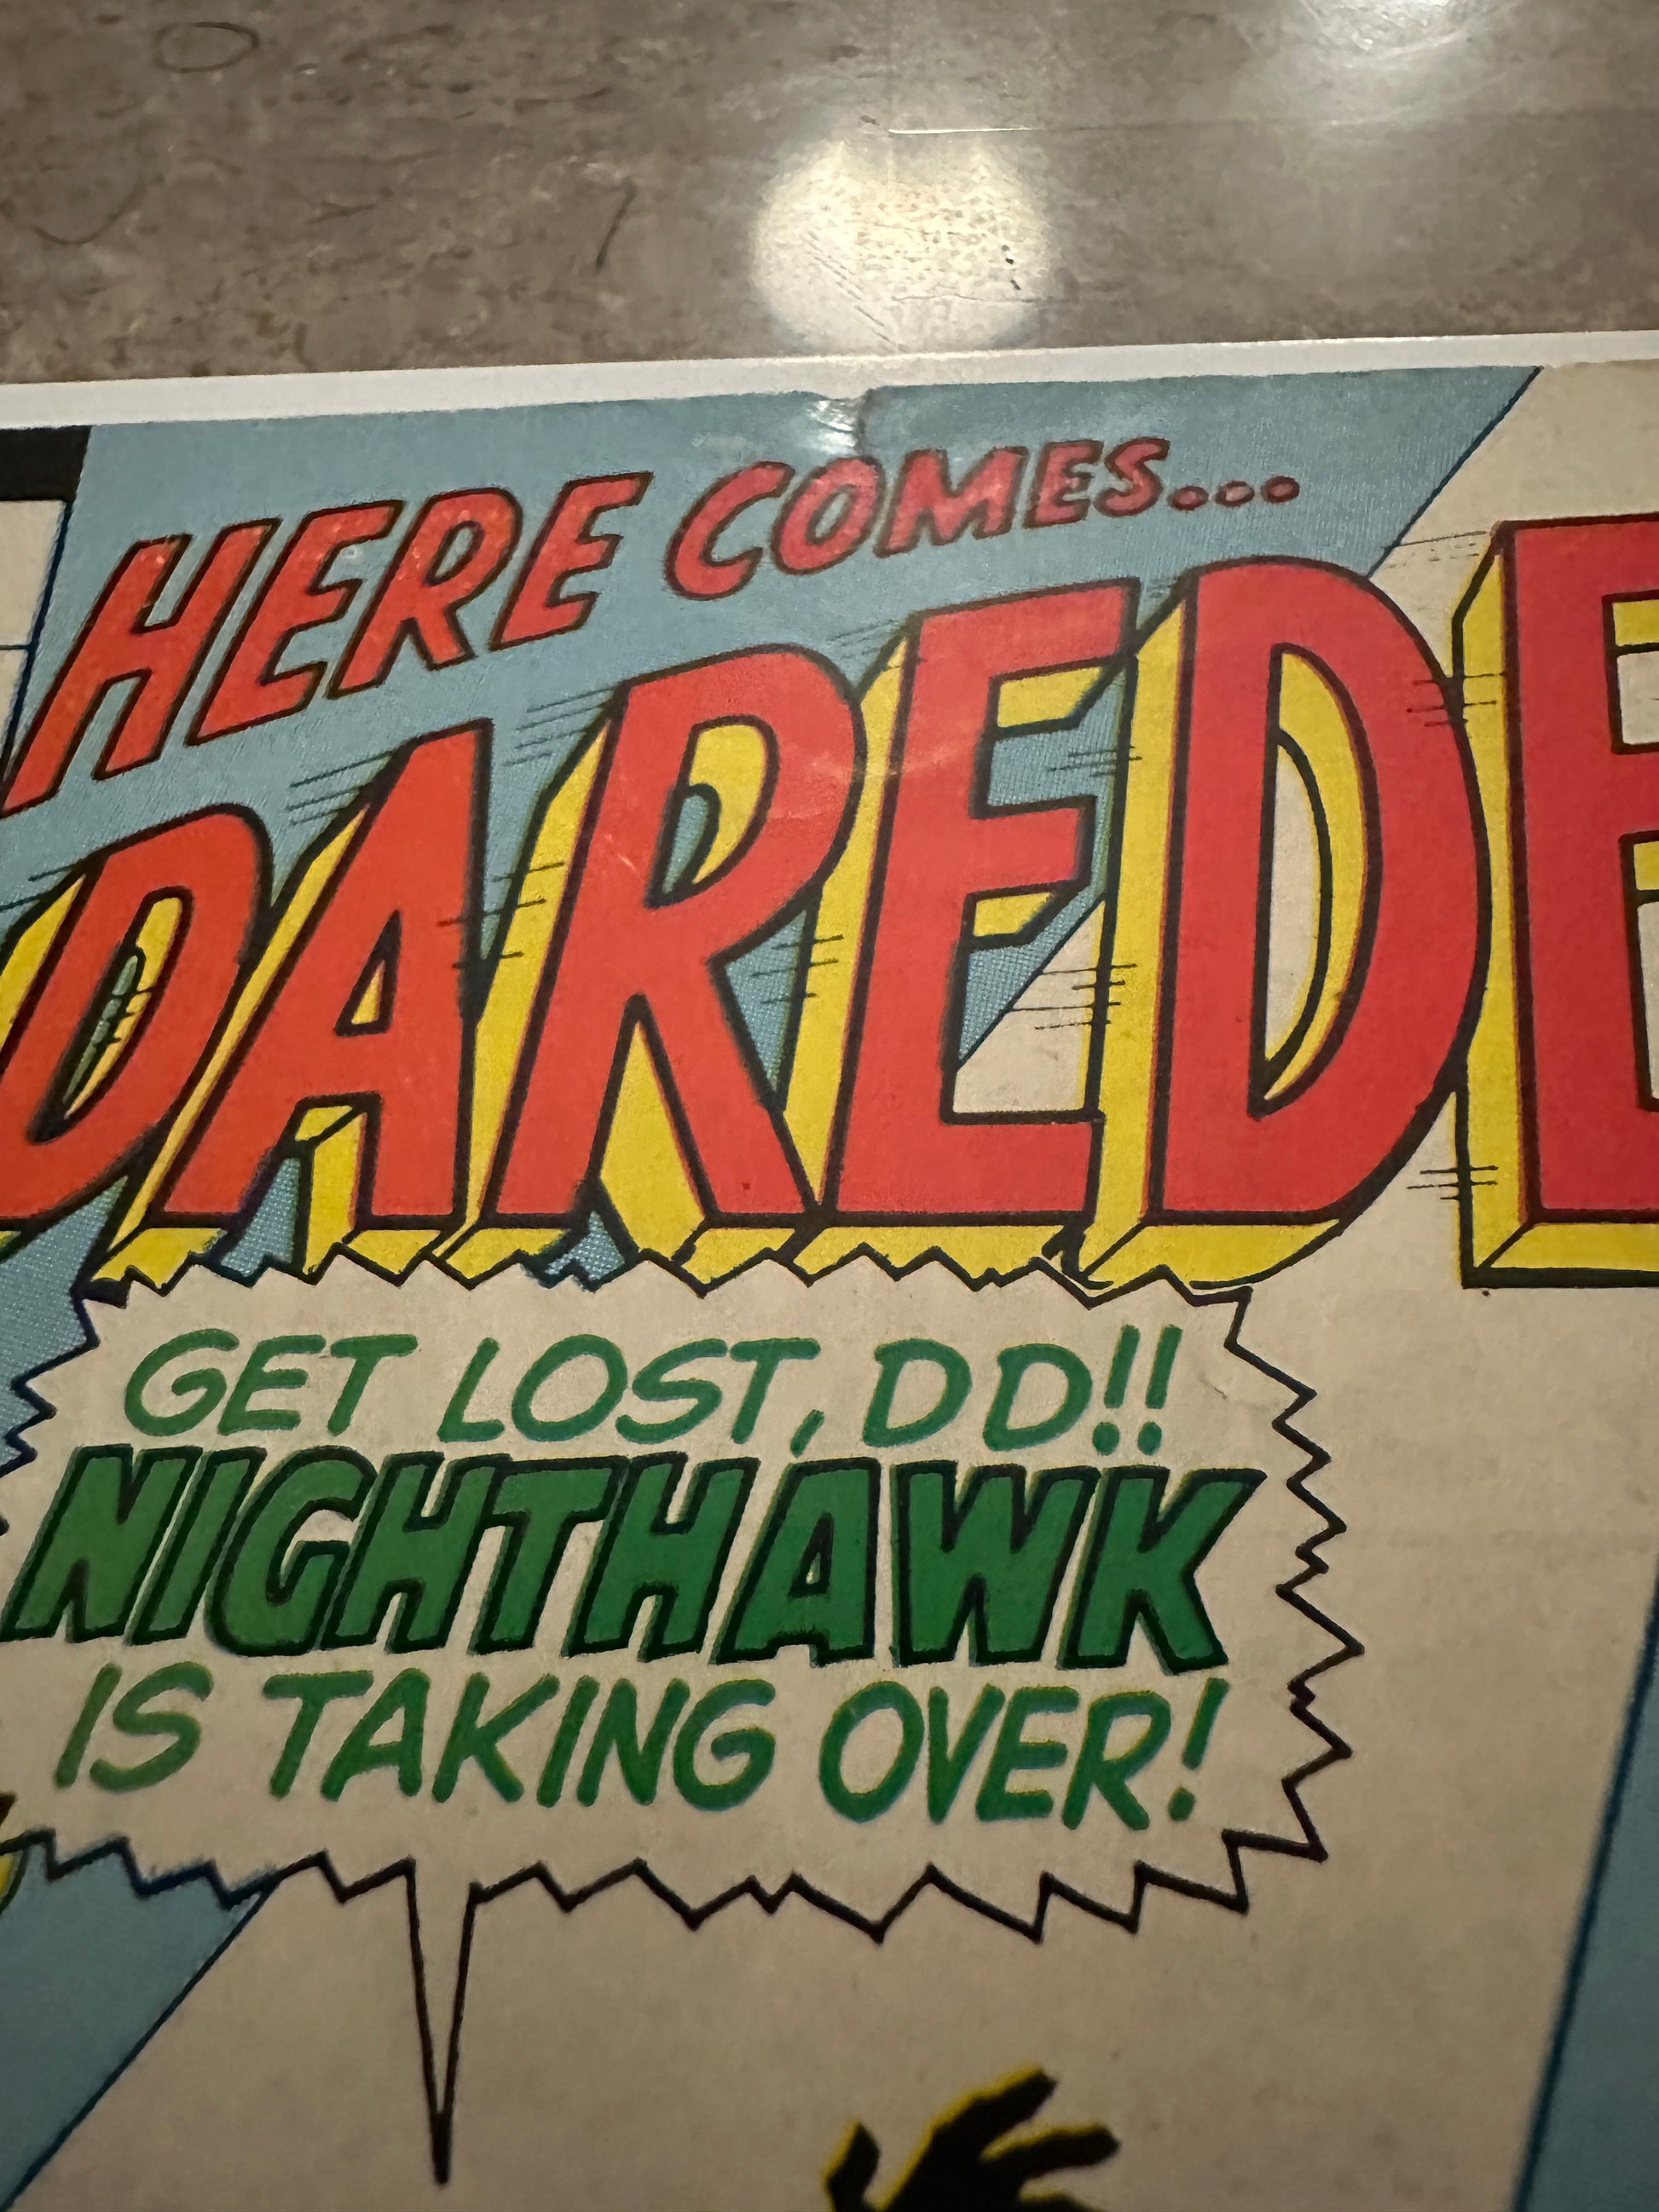 HERE COMES...
DAREDE
GET LOST, DD!!
NIGHTHAWK
IS TAKING OVER!